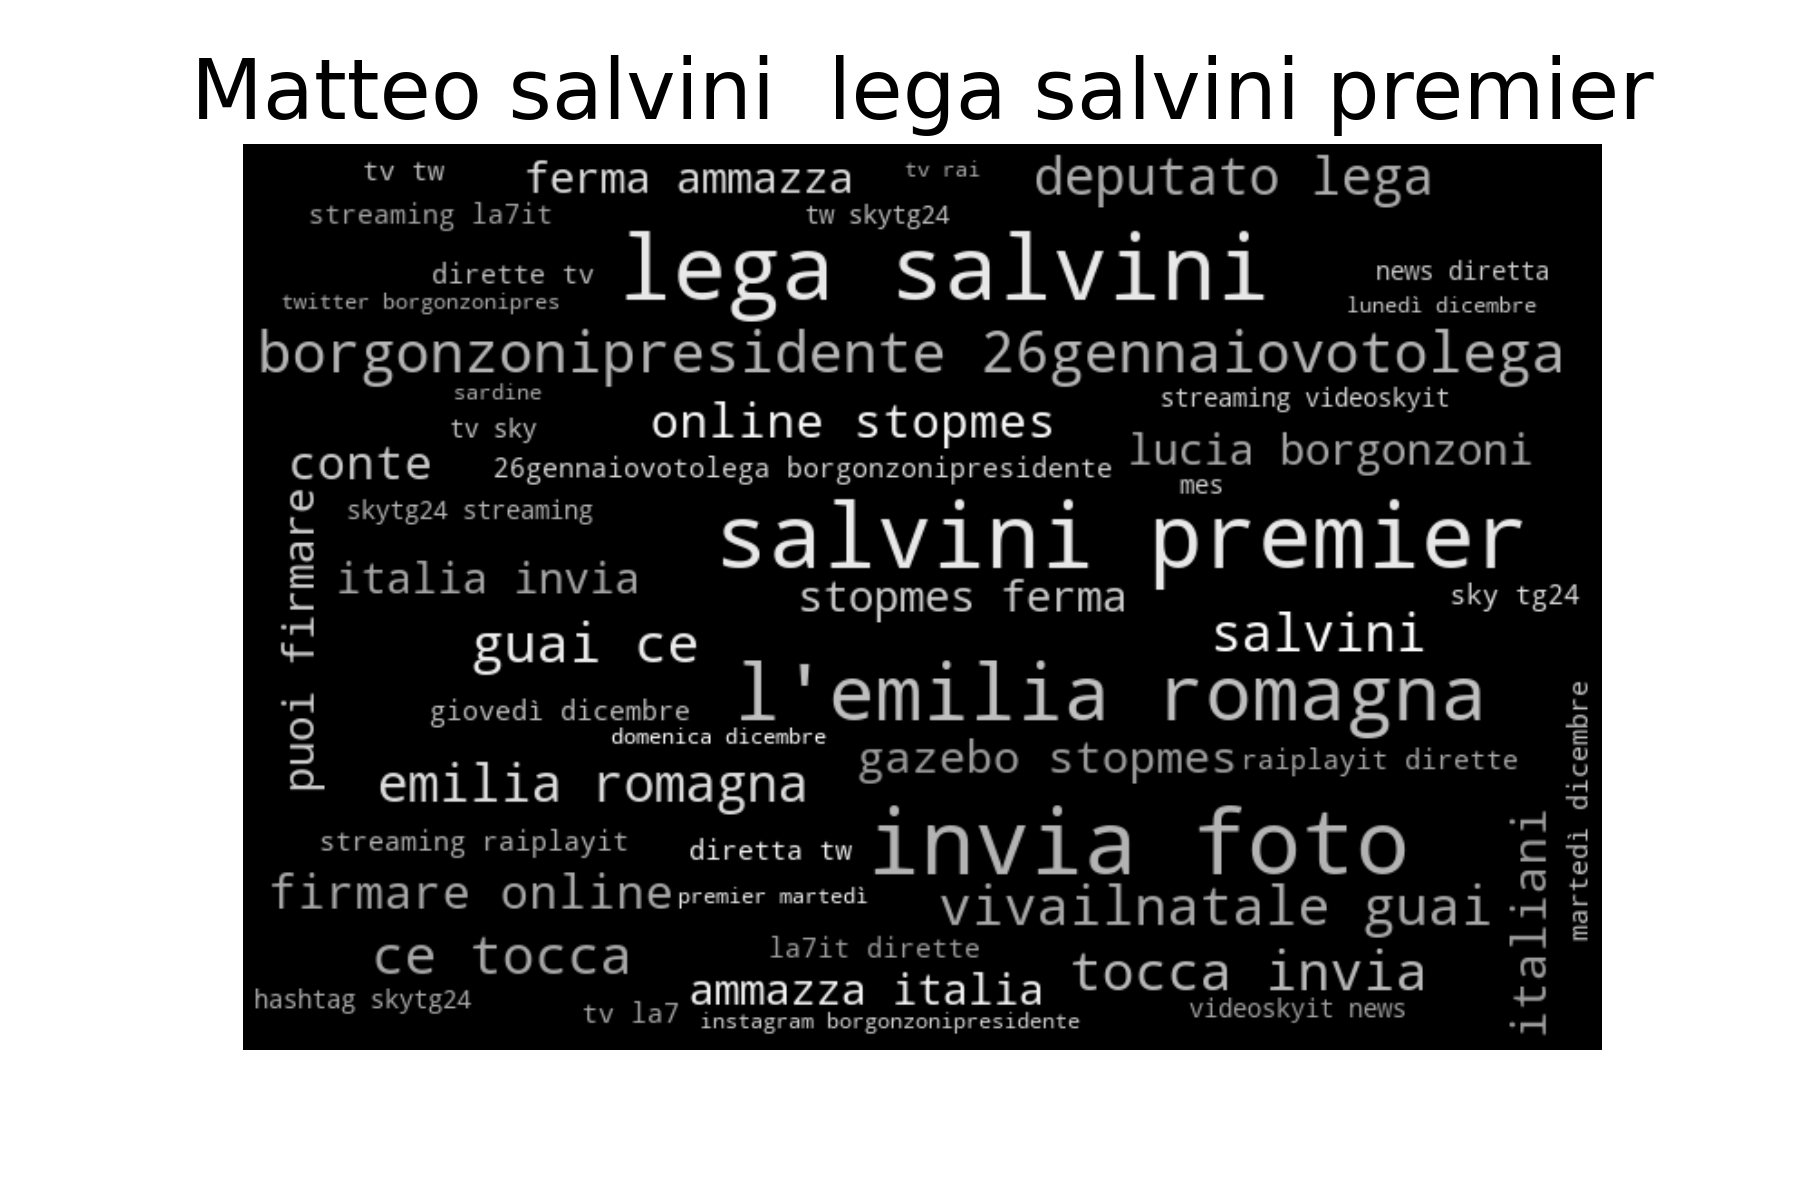 Matteo salvini  lega salvini premier
tv tw
ferma ammazza
tv rai
deputato lega
streaming la7it
tw skytg24
lega salvini
dirette tv
news diretta
twitter borgonzonipres
lunedì dicembre
borgonzonipresidente 26gennaiovotolega
sardine
streaming videoskyit
tv sky
online stopmes
lucia borgonzoni
conte
26gennaiovotolega borgonzonipresidente
mes
puoi firmare
skytg24 streaming
salvini premier
italia invia
stopmes ferma
sky tg24
guai ce
salvini
l'emilia romagna
giovedì dicembre
domenica dicembre
gazebo stopmes
raiplayit dirette
martedì dicembre
emilia romagna
streaming raiplayit
diretta tw
invia foto
italiani
firmare online
premier martedì
vivailnatale guai
ce tocca
la7it dirette
tocca invia
hashtag skytg24
ammazza italia
tv la7
instagram borgonzonipresidente
videoskyit news